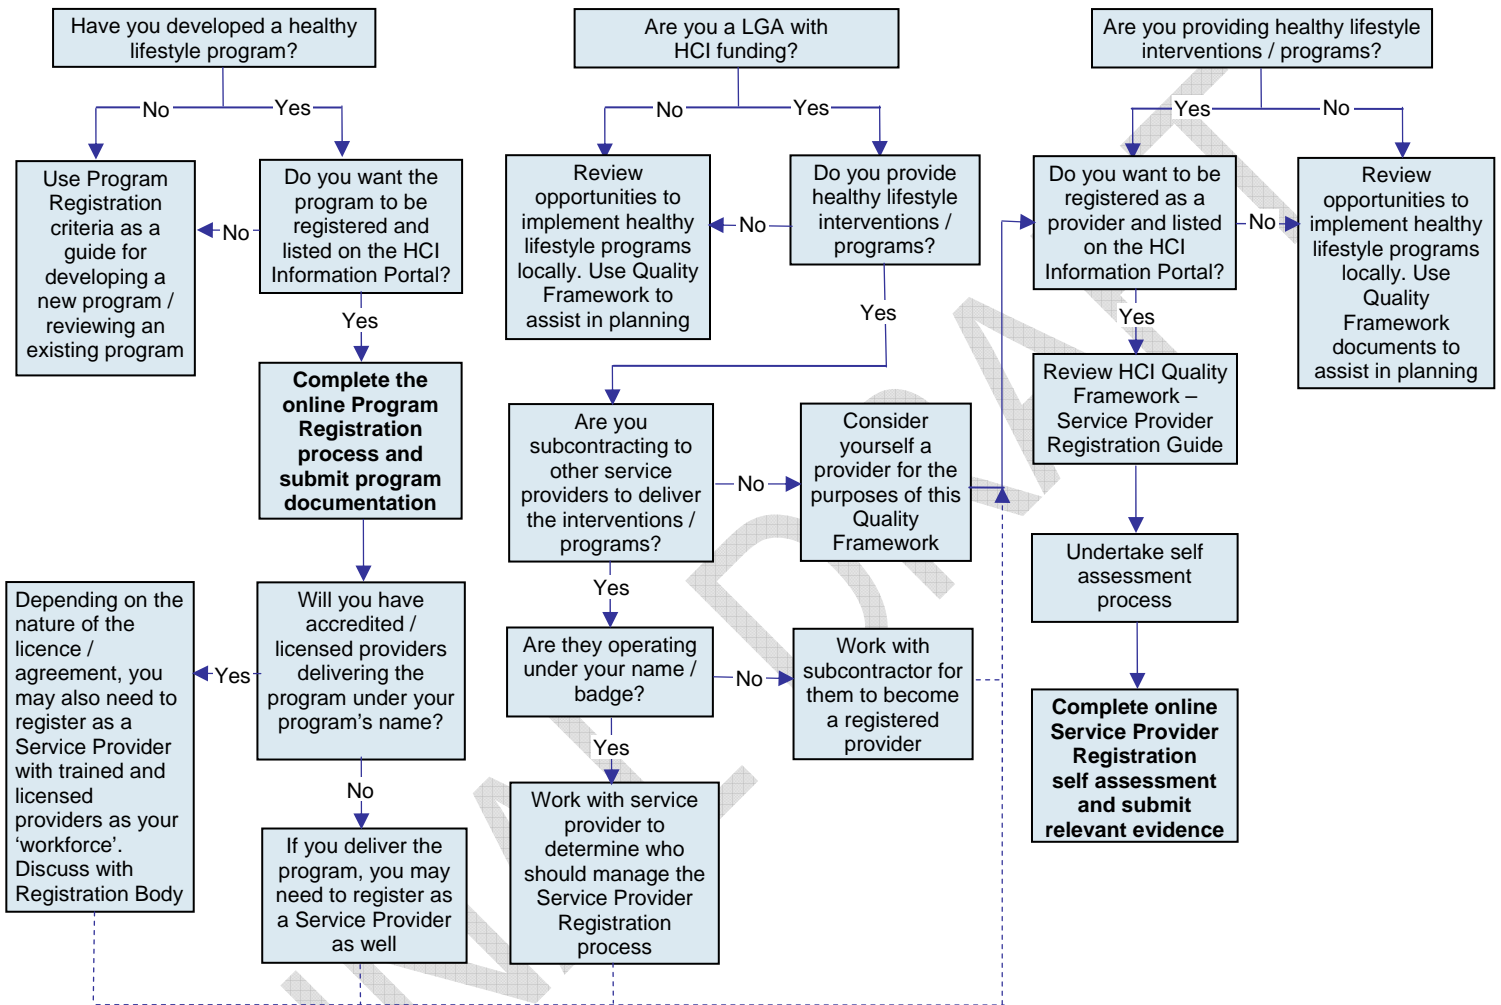 Have you developed a healthy
lifestyle program?
No
Yes
Use Program
Registration
criteria as a
guide for
developing a
new program /
reviewing an
existing program
No
Do you want the
program to be
registered and
listed on the HCI
Information Portal?
Yes
Complete the
online Program
Registration
process and
submit program
documentation
Will you have
accredited /
licensed providers
delivering the
program under your
program’s name?
Yes
Depending on the
nature of the
licence /
agreement, you
may also need to
register as a
Service Provider
with trained and
licensed
providers as your
‘workforce’.
Discuss with
Registration Body
No
If you deliver the
program, you may
need to register as
a Service Provider
as well
Are you a LGA with
HCI funding?
No
Yes
Review
opportunities to
implement healthy
lifestyle programs
locally. Use Quality
Framework to
assist in planning
No
Do you provide
healthy lifestyle
interventions /
programs?
Yes
Are you
subcontracting to
other service
providers to deliver
the interventions /
programs?
No
Consider
yourself a
provider for the
purposes of this
Quality
Framework
Yes
Are they operating
under your name /
badge?
No
Work with
subcontractor for
them to become
a registered
provider
Yes
Work with service
provider to
determine who
should manage the
Service Provider
Registration
process
Are you providing healthy lifestyle
interventions / programs?
Yes
No
Do you want to be
registered as a
provider and listed
on the HCI
Information Portal?
No
Review
opportunities to
implement healthy
lifestyle programs
locally. Use
Quality
Framework
documents to
assist in planning
Yes
Review HCI Quality
Framework –
Service Provider
Registration Guide
Undertake self
assessment
process
Complete online
Service Provider
Registration
self assessment
and submit
relevant evidence